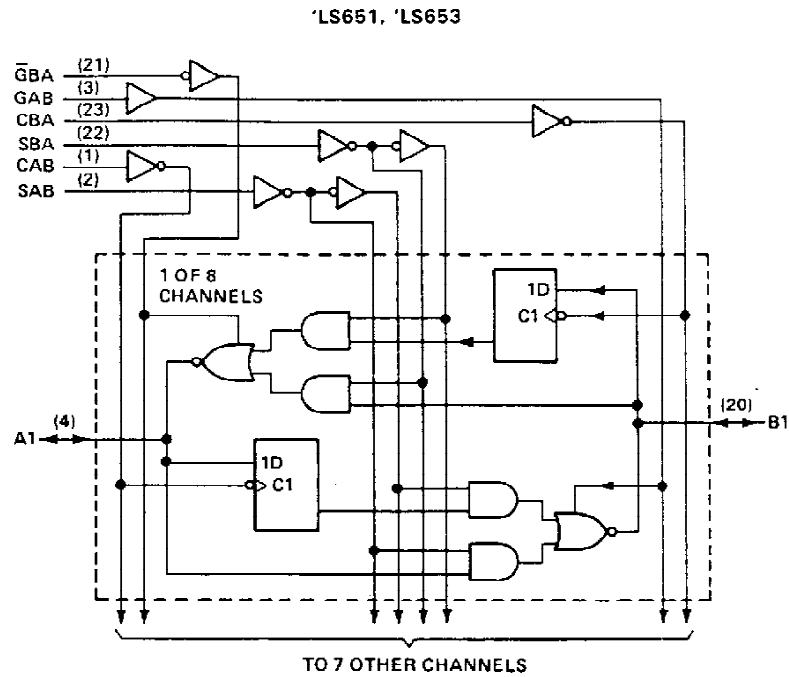 'LS651, 'LS653
G̅BA (21)
GAB (3)
CBA (23)
SBA (22)
CAB (1)
SAB (2)
1 OF 8
CHANNELS
1D
C1
A1 (4)
(20) B1
1D
C1
TO 7 OTHER CHANNELS